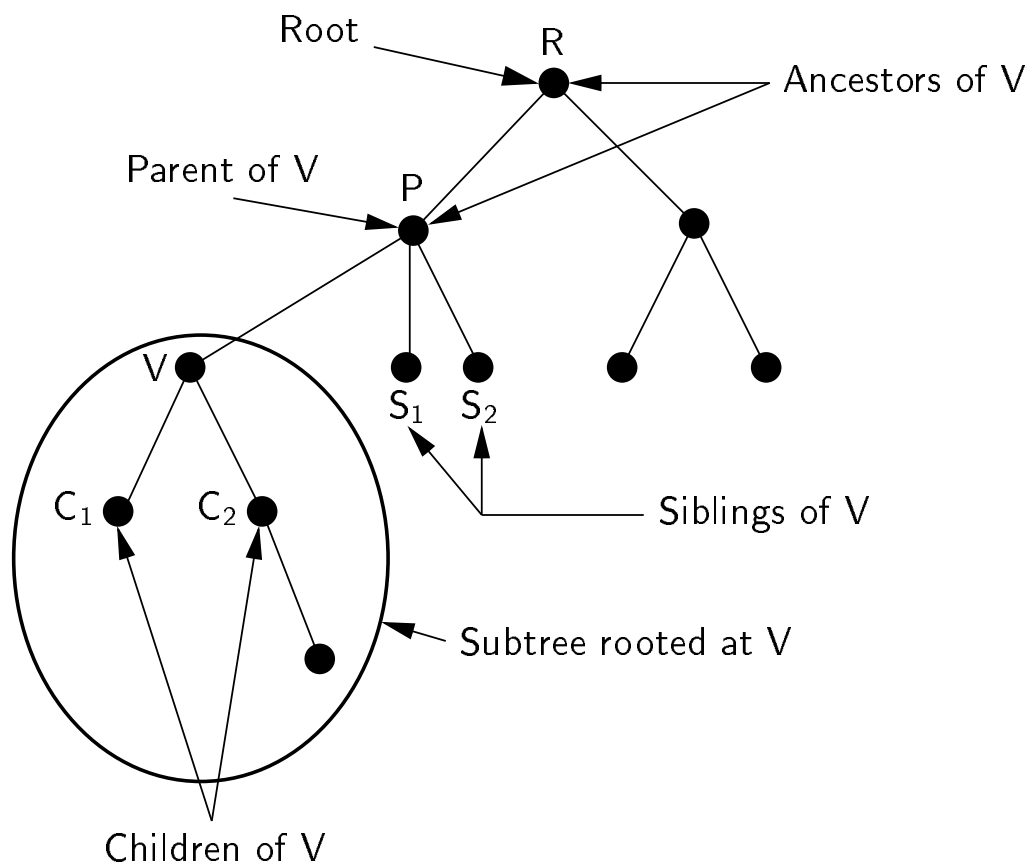 Root
R
Ancestors of V
Parent of V
P
V
S₁
S₂
C₁
C₂
Siblings of V
Subtree rooted at V
Children of V